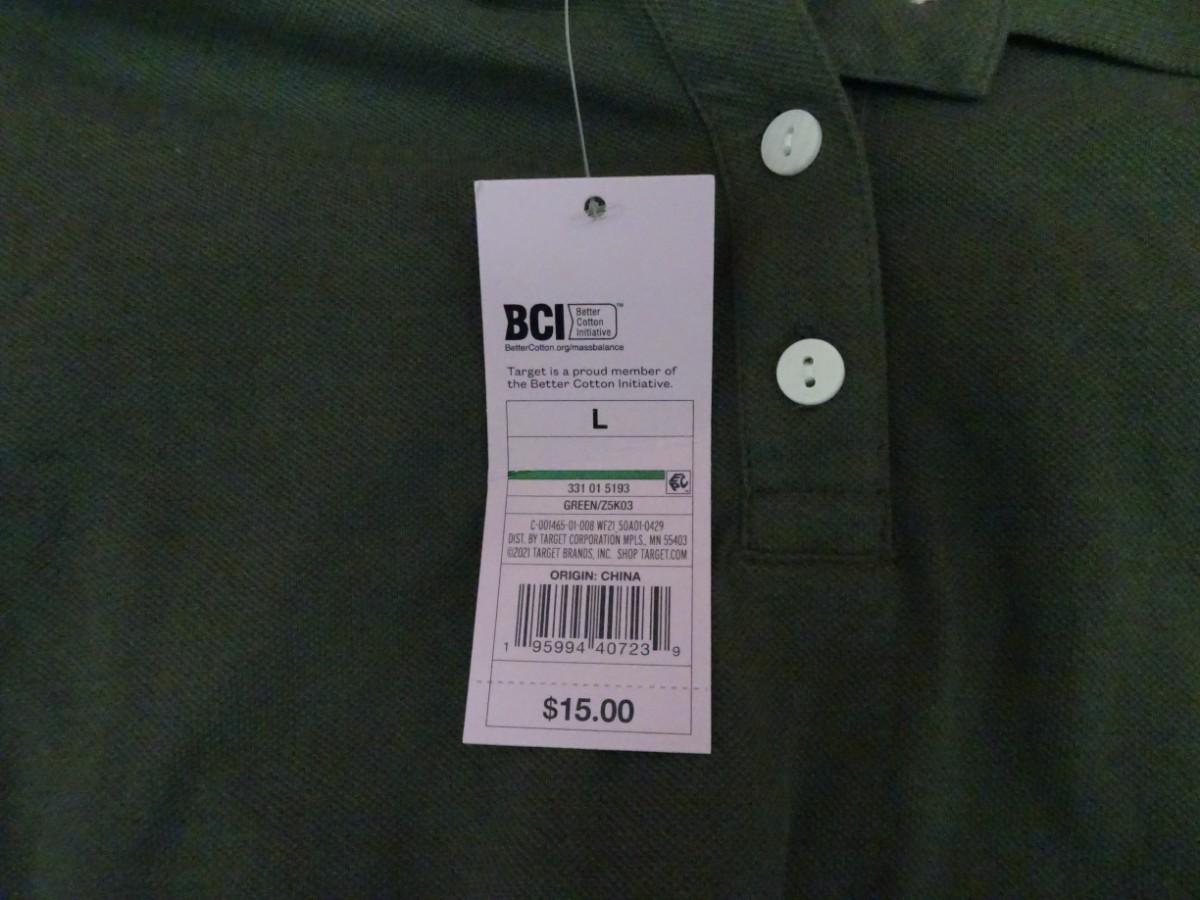 BCI Better Cotton Initiative™
BetterCotton.org/massbalance
Target is a proud member of
the Better Cotton Initiative.
L
331 01 5193
GREEN/Z5K03
C-001465-01-008 WF21 50A01-0429
DIST. BY TARGET CORPORATION MPLS., MN 55403
©2021 TARGET BRANDS, INC. SHOP TARGET.COM
ORIGIN: CHINA
1 95994 40723 9
$15.00